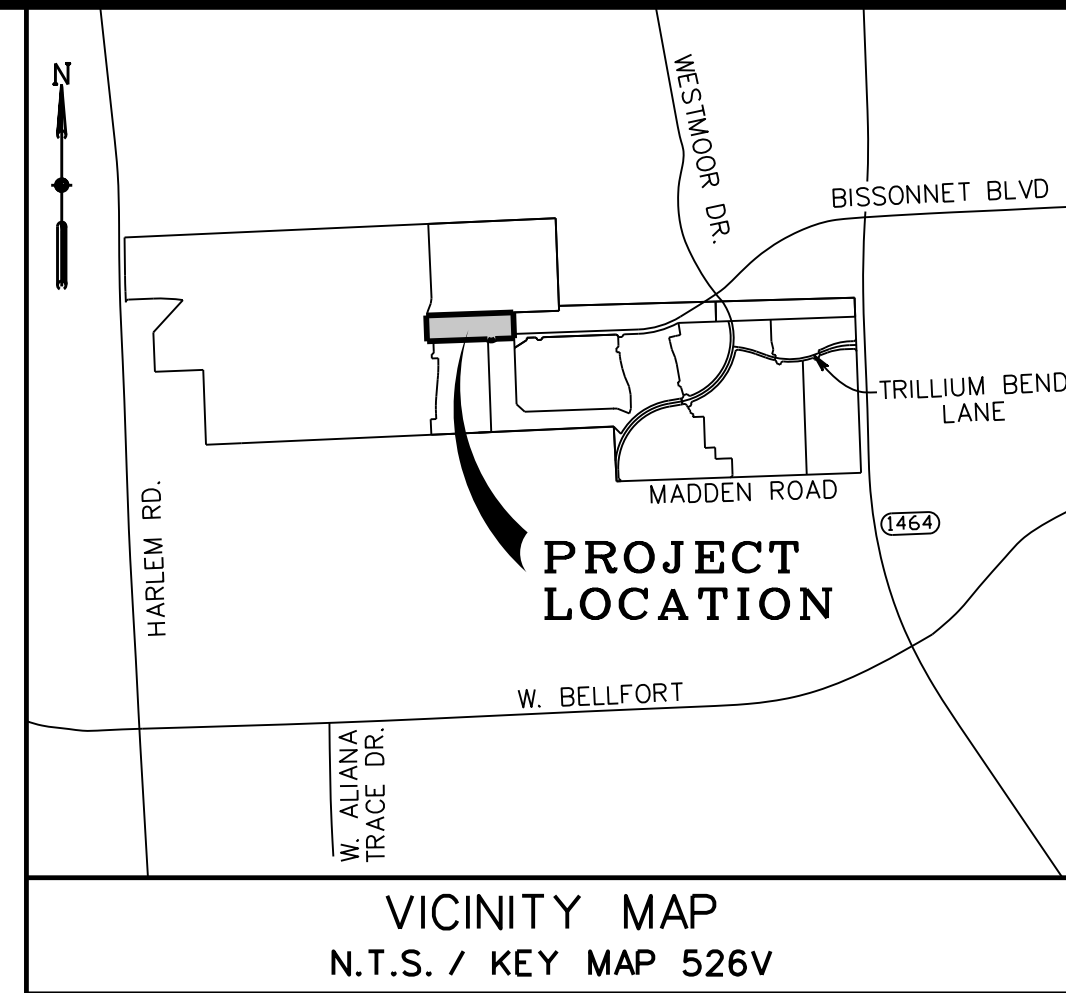 N
WESTMOOR DR.
BISSONNET BLVD
TRILLIUM BEND
LANE
MADDEN ROAD
1464
HARLEM RD.
PROJECT
LOCATION
W. BELLFORT
W. ALIANA
TRACE DR.
VICINITY MAP
N.T.S. / KEY MAP 526V